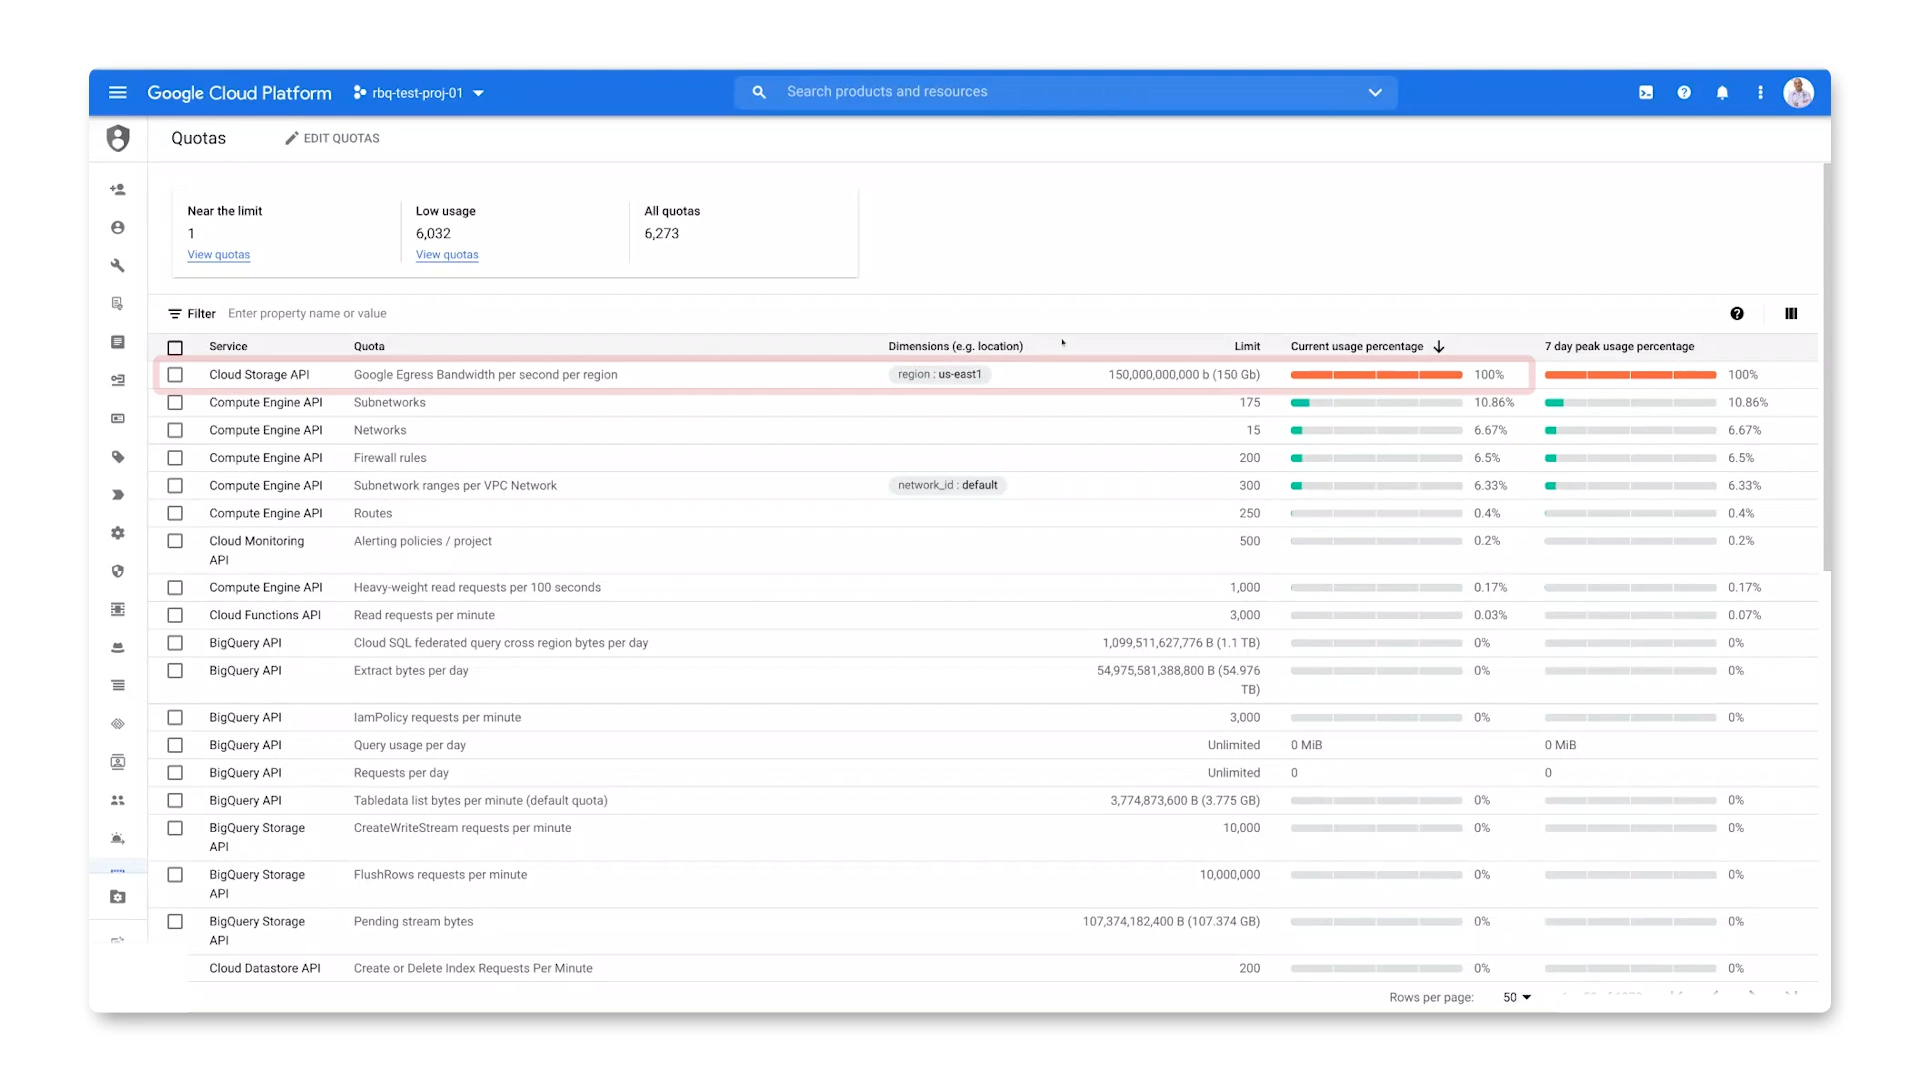 Google Cloud Platform rbq-test-proj-01 Search products and resources
Quotas EDIT QUOTAS
Near the limit Low usage All quotas
1 6,032 6,273
View quotas View quotas
Filter Enter property name or value
Service Quota Dimensions (e.g. location) Limit Current usage percentage 7 day peak usage percentage
Cloud Storage API Google Egress Bandwidth per second per region region : us-east1 150,000,000,000 b (150 Gb) 100% 100%
Compute Engine API Subnetworks 175 10.86% 10.86%
Compute Engine API Networks 15 6.67% 6.67%
Compute Engine API Firewall rules 200 6.5% 6.5%
Compute Engine API Subnetwork ranges per VPC Network network_id : default 300 6.33% 6.33%
Compute Engine API Routes 250 0.4% 0.4%
Cloud Monitoring Alerting policies / project 500 0.2% 0.2%
API
Compute Engine API Heavy-weight read requests per 100 seconds 1,000 0.17% 0.17%
Cloud Functions API Read requests per minute 3,000 0.03% 0.07%
BigQuery API Cloud SQL federated query cross region bytes per day 1,099,511,627,776 B (1.1 TB) 0% 0%
BigQuery API Extract bytes per day 54,975,581,388,800 B (54.976 0% 0%
TB)
BigQuery API IamPolicy requests per minute 3,000 0% 0%
BigQuery API Query usage per day Unlimited 0 MiB 0 MiB
BigQuery API Requests per day Unlimited 0 0
BigQuery API Tabledata list bytes per minute (default quota) 3,774,873,600 B (3.775 GB) 0% 0%
BigQuery Storage CreateWriteStream requests per minute 10,000 0% 0%
API
BigQuery Storage FlushRows requests per minute 10,000,000 0% 0%
API
BigQuery Storage Pending stream bytes 107,374,182,400 B (107.374 GB) 0% 0%
API
Cloud Datastore API Create or Delete Index Requests Per Minute 200 0% 0%
Rows per page: 50